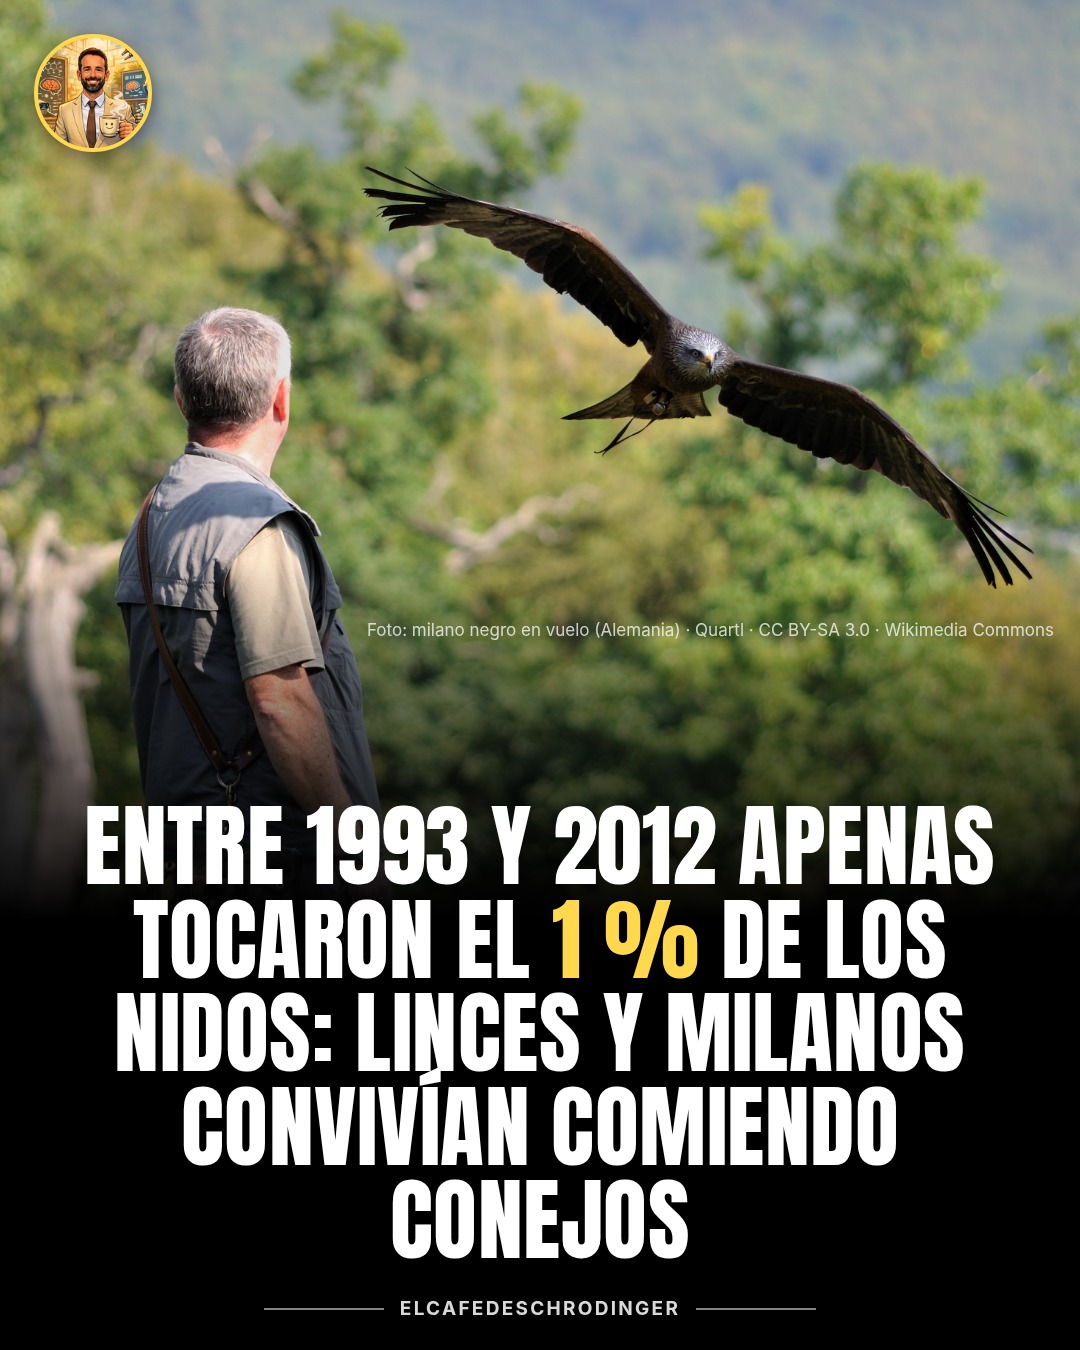 Foto: milano negro en vuelo (Alemania) · Quartl · CC BY-SA 3.0 · Wikimedia Commons
ENTRE 1993 Y 2012 APENAS
TOCARON EL 1 % DE LOS
NIDOS: LINCES Y MILANOS
CONVIVÍAN COMIENDO
CONEJOS
ELCAFEDESCHRODINGER